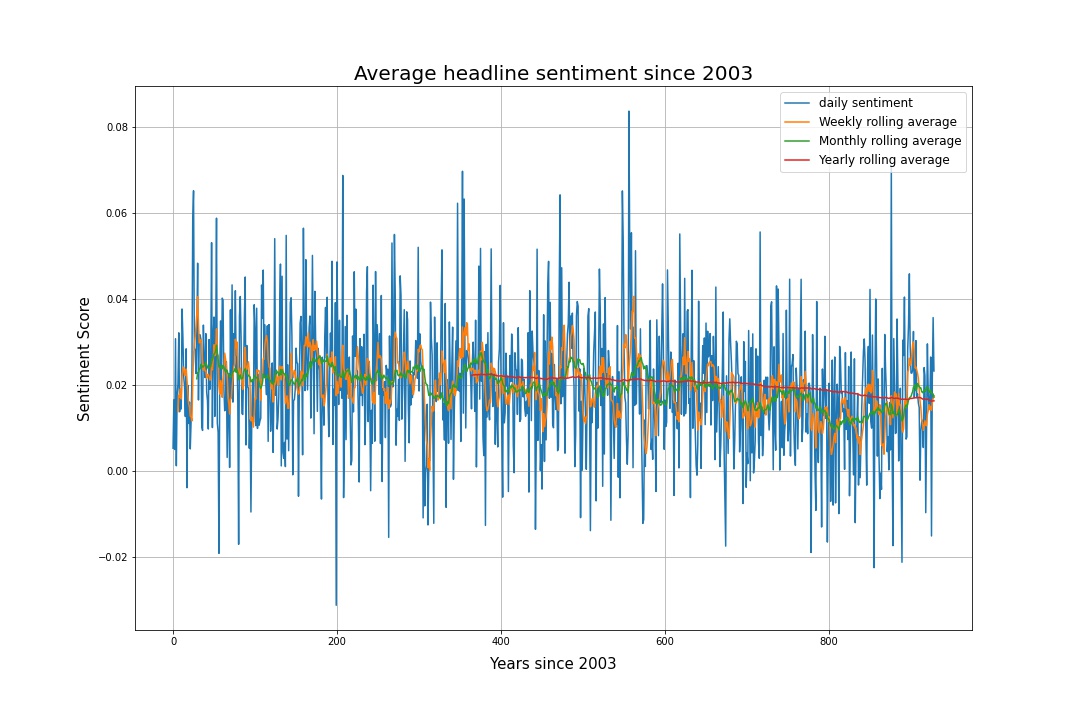 Average headline sentiment since 2003
daily sentiment
Weekly rolling average
Monthly rolling average
Yearly rolling average
0.08
0.06
0.04
0.02
0.00
−0.02
Sentiment Score
0 200 400 600 800
Years since 2003